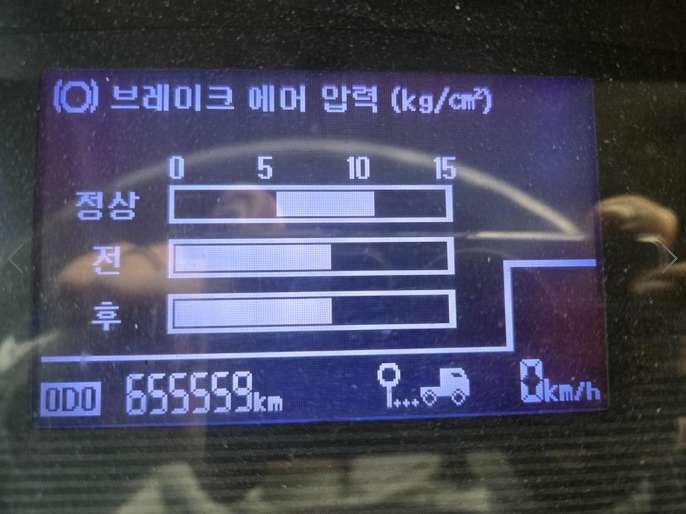 브레이크 에어 압력 (kg/cm²)
0 5 10 15
정상
전
후
ODO 655559km 0km/h